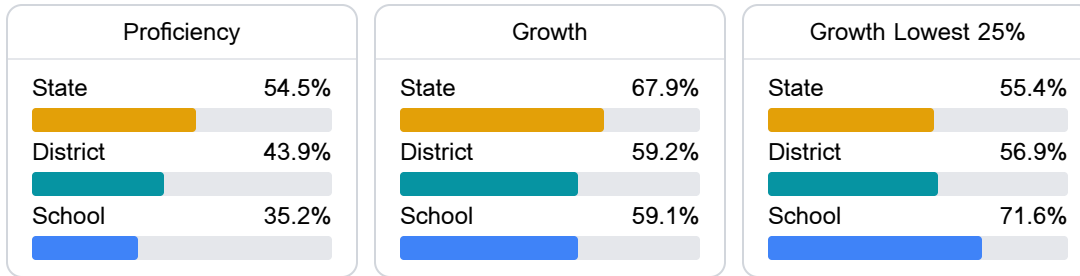 Proficiency
State 54.5%
District 43.9%
School 35.2%
Growth
State 67.9%
District 59.2%
School 59.1%
Growth Lowest 25%
State 55.4%
District 56.9%
School 71.6%